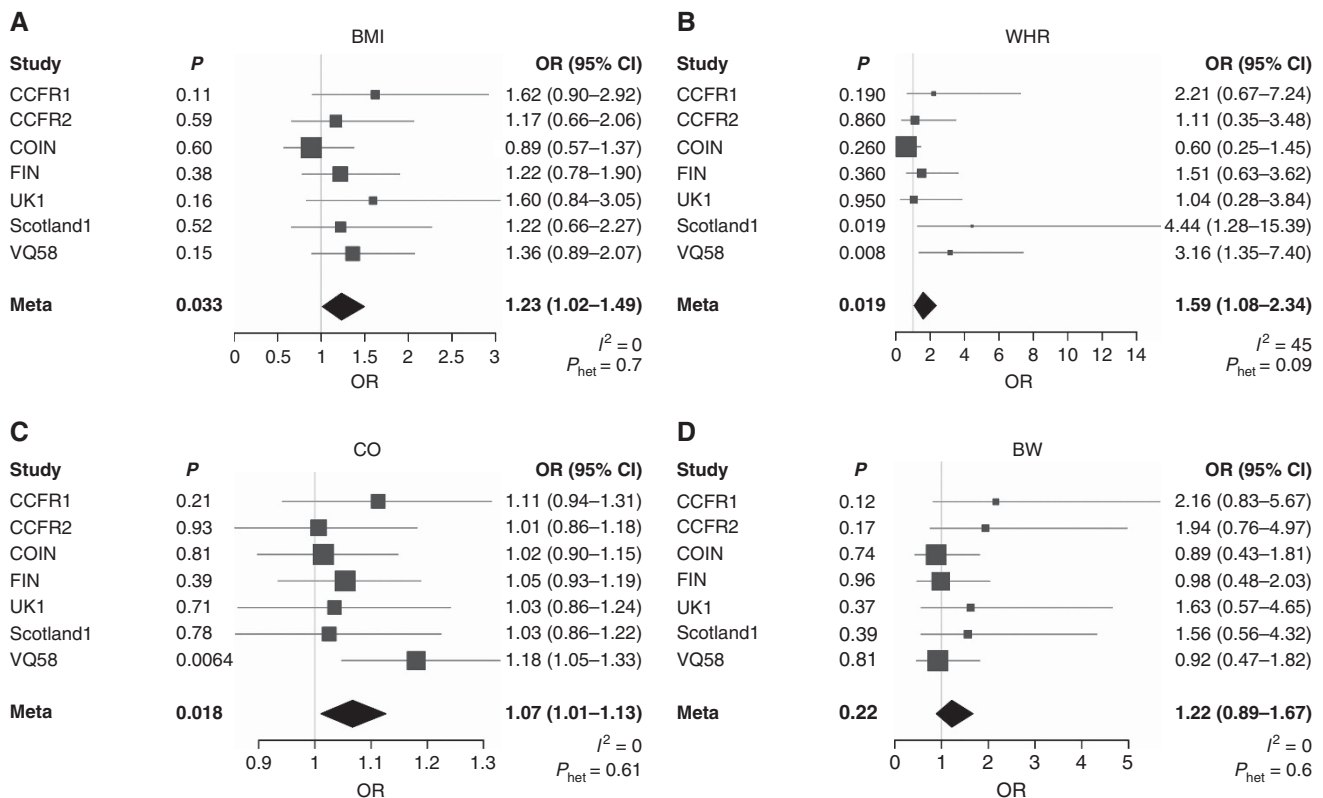 A
BMI
Study P OR (95% CI)
CCFR1 0.11 1.62 (0.90–2.92)
CCFR2 0.59 1.17 (0.66–2.06)
COIN 0.60 0.89 (0.57–1.37)
FIN 0.38 1.22 (0.78–1.90)
UK1 0.16 1.60 (0.84–3.05)
Scotland1 0.52 1.22 (0.66–2.27)
VQ58 0.15 1.36 (0.89–2.07)
Meta 0.033 1.23 (1.02–1.49)
I² = 0
P_het = 0.7
0 0.5 1 1.5 2 2.5 3
OR
B
WHR
Study P OR (95% CI)
CCFR1 0.190 2.21 (0.67–7.24)
CCFR2 0.860 1.11 (0.35–3.48)
COIN 0.260 0.60 (0.25–1.45)
FIN 0.360 1.51 (0.63–3.62)
UK1 0.950 1.04 (0.28–3.84)
Scotland1 0.019 4.44 (1.28–15.39)
VQ58 0.008 3.16 (1.35–7.40)
Meta 0.019 1.59 (1.08–2.34)
I² = 45
P_het = 0.09
0 2 4 6 8 10 12 14
OR
C
CO
Study P OR (95% CI)
CCFR1 0.21 1.11 (0.94–1.31)
CCFR2 0.93 1.01 (0.86–1.18)
COIN 0.81 1.02 (0.90–1.15)
FIN 0.39 1.05 (0.93–1.19)
UK1 0.71 1.03 (0.86–1.24)
Scotland1 0.78 1.03 (0.86–1.22)
VQ58 0.0064 1.18 (1.05–1.33)
Meta 0.018 1.07 (1.01–1.13)
I² = 0
P_het = 0.61
0.9 1 1.1 1.2 1.3
OR
D
BW
Study P OR (95% CI)
CCFR1 0.12 2.16 (0.83–5.67)
CCFR2 0.17 1.94 (0.76–4.97)
COIN 0.74 0.89 (0.43–1.81)
FIN 0.96 0.98 (0.48–2.03)
UK1 0.37 1.63 (0.57–4.65)
Scotland1 0.39 1.56 (0.56–4.32)
VQ58 0.81 0.92 (0.47–1.82)
Meta 0.22 1.22 (0.89–1.67)
I² = 0
P_het = 0.6
0 1 2 3 4 5
OR